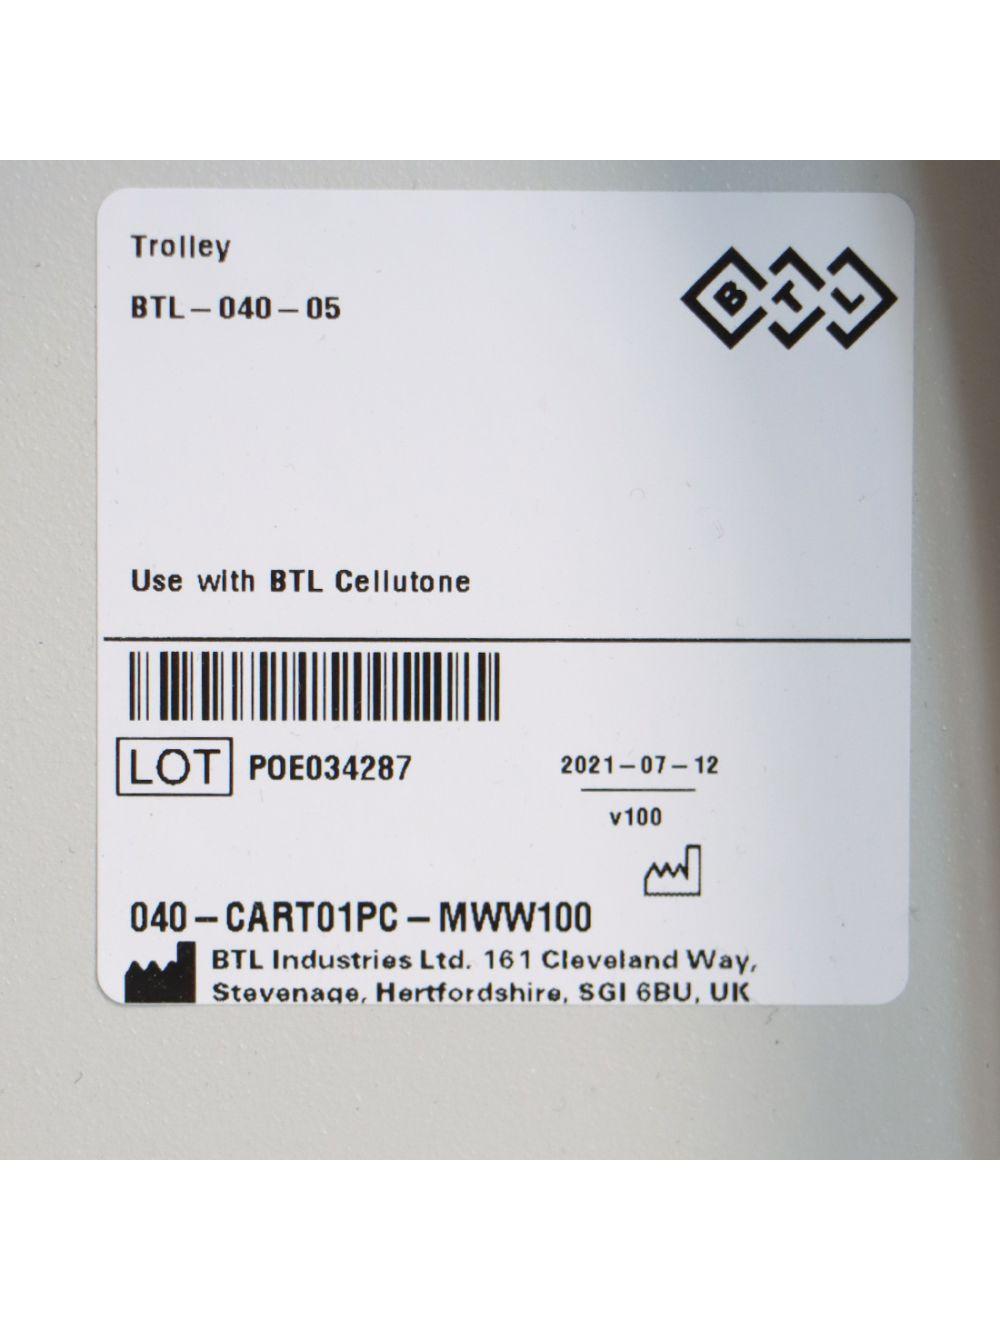 Trolley
BTL
BTL-040-05
Use with BTL Cellutone
LOT P0E034287
2021-07-12
v100
040-CART01PC-MWW100
BTL Industries Ltd. 161 Cleveland Way,
Stevenage, Hertfordshire, SGI 6BU, UK